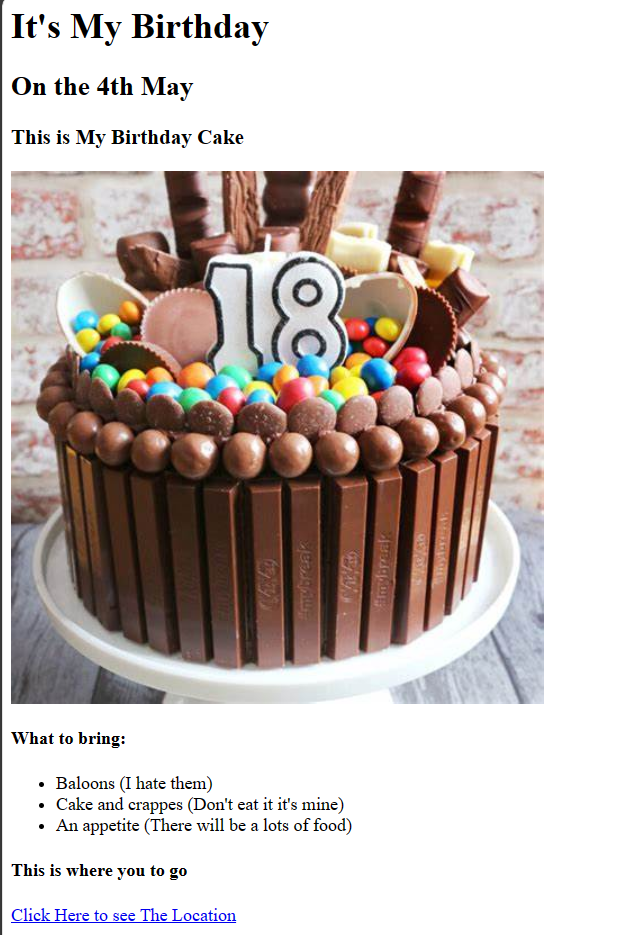 It's My Birthday
On the 4th May
This is My Birthday Cake
18
#mybreak
#mybreak
What to bring:
Baloons (I hate them)
Cake and crappes (Don't eat it it's mine)
An appetite (There will be a lots of food)
This is where you to go
Click Here to see The Location